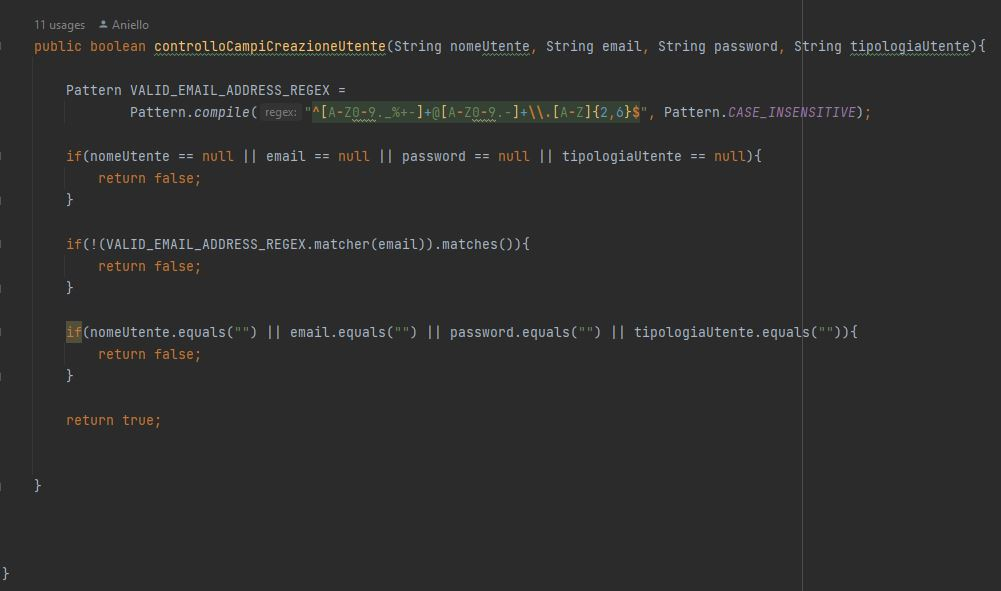 11 usages Aniello
public boolean controlloCampiCreazioneUtente(String nomeUtente, String email, String password, String tipologiaUtente){
Pattern VALID_EMAIL_ADDRESS_REGEX =
Pattern.compile( regex: "^[A-Z0-9._%+-]+@[A-Z0-9.-]+\\.[A-Z]{2,6}$", Pattern.CASE_INSENSITIVE);
if(nomeUtente == null || email == null || password == null || tipologiaUtente == null){
return false;
}
if(!(VALID_EMAIL_ADDRESS_REGEX.matcher(email)).matches()){
return false;
}
if(nomeUtente.equals("") || email.equals("") || password.equals("") || tipologiaUtente.equals("")){
return false;
}
return true;
}
}